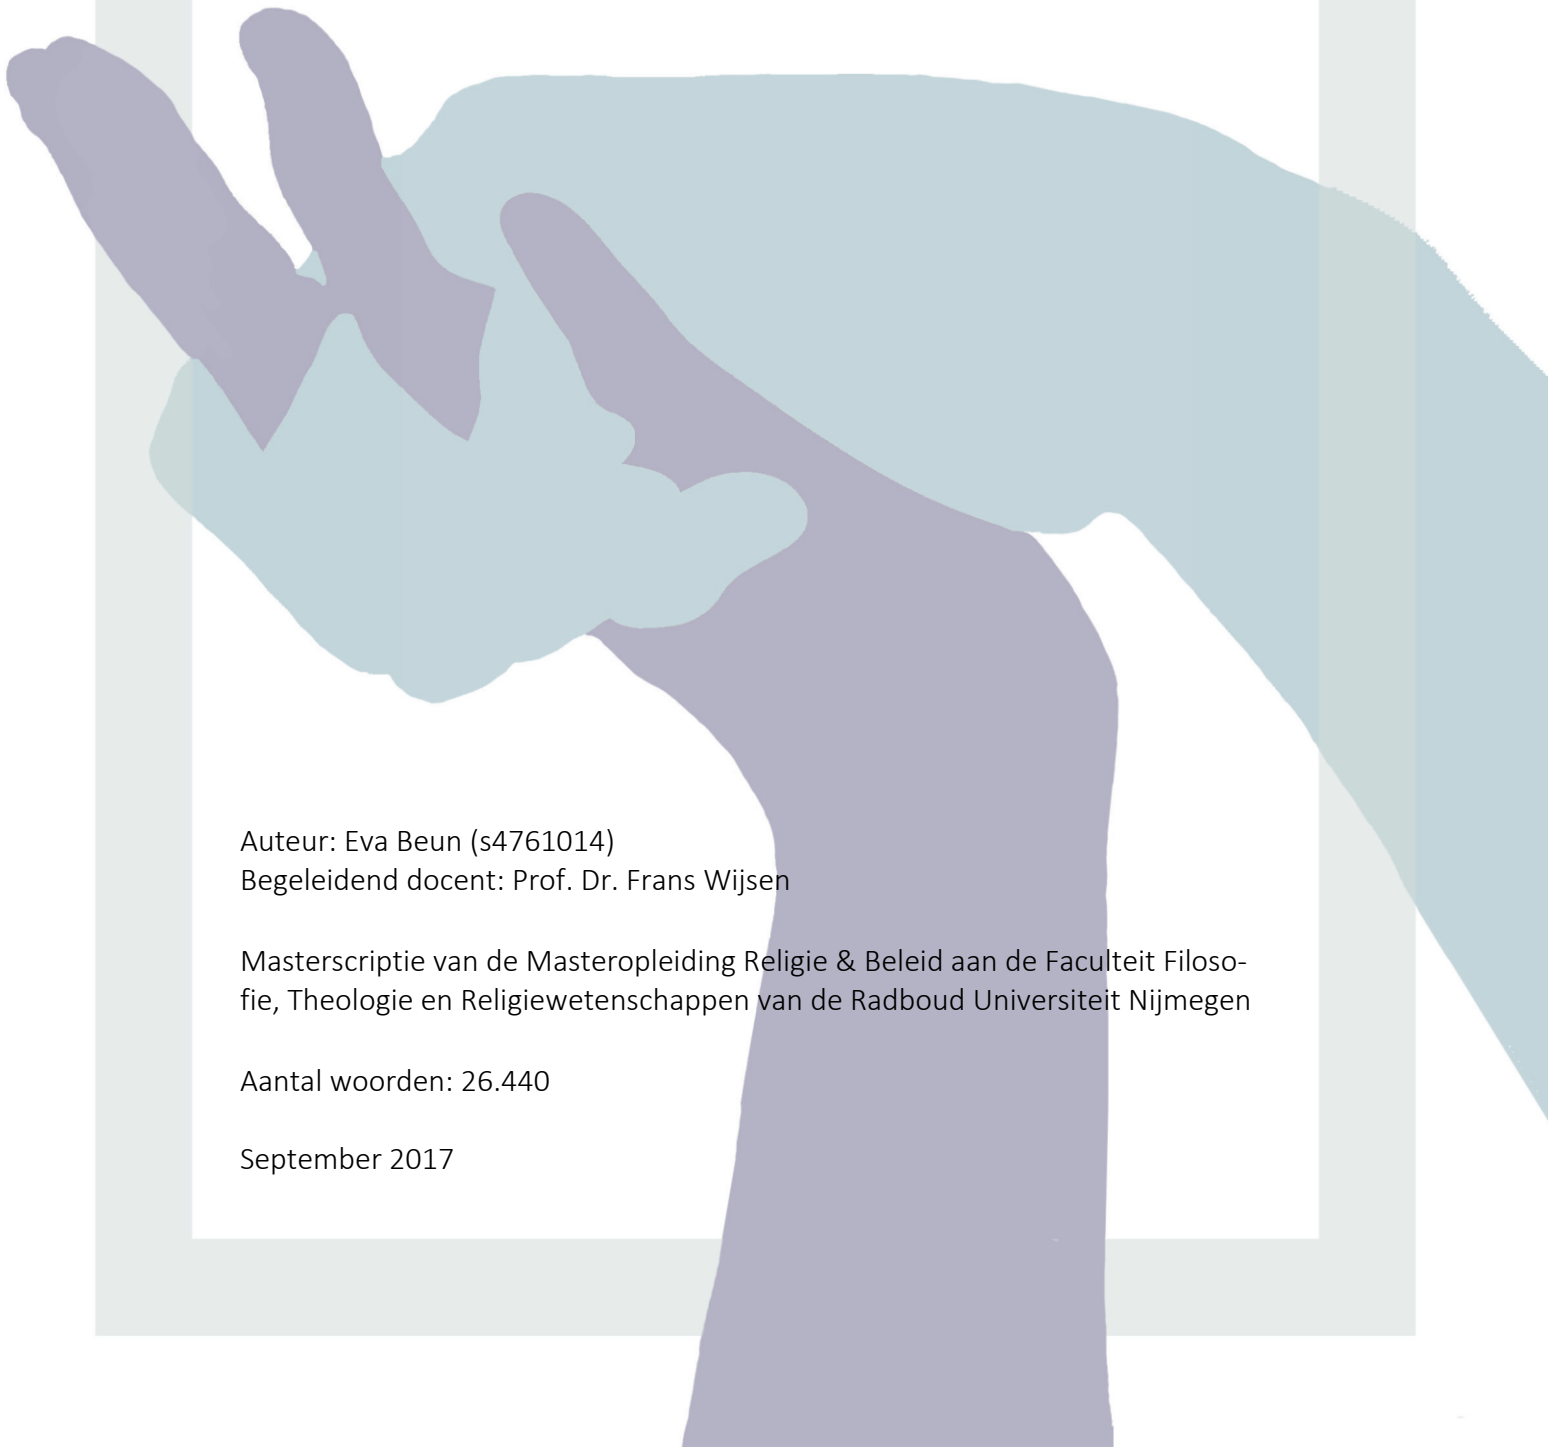 Auteur: Eva Beun (s4761014)
Begeleidend docent: Prof. Dr. Frans Wijsen
Masterscriptie van de Masteropleiding Religie & Beleid aan de Faculteit Filoso-
fie, Theologie en Religiewetenschappen van de Radboud Universiteit Nijmegen
Aantal woorden: 26.440
September 2017